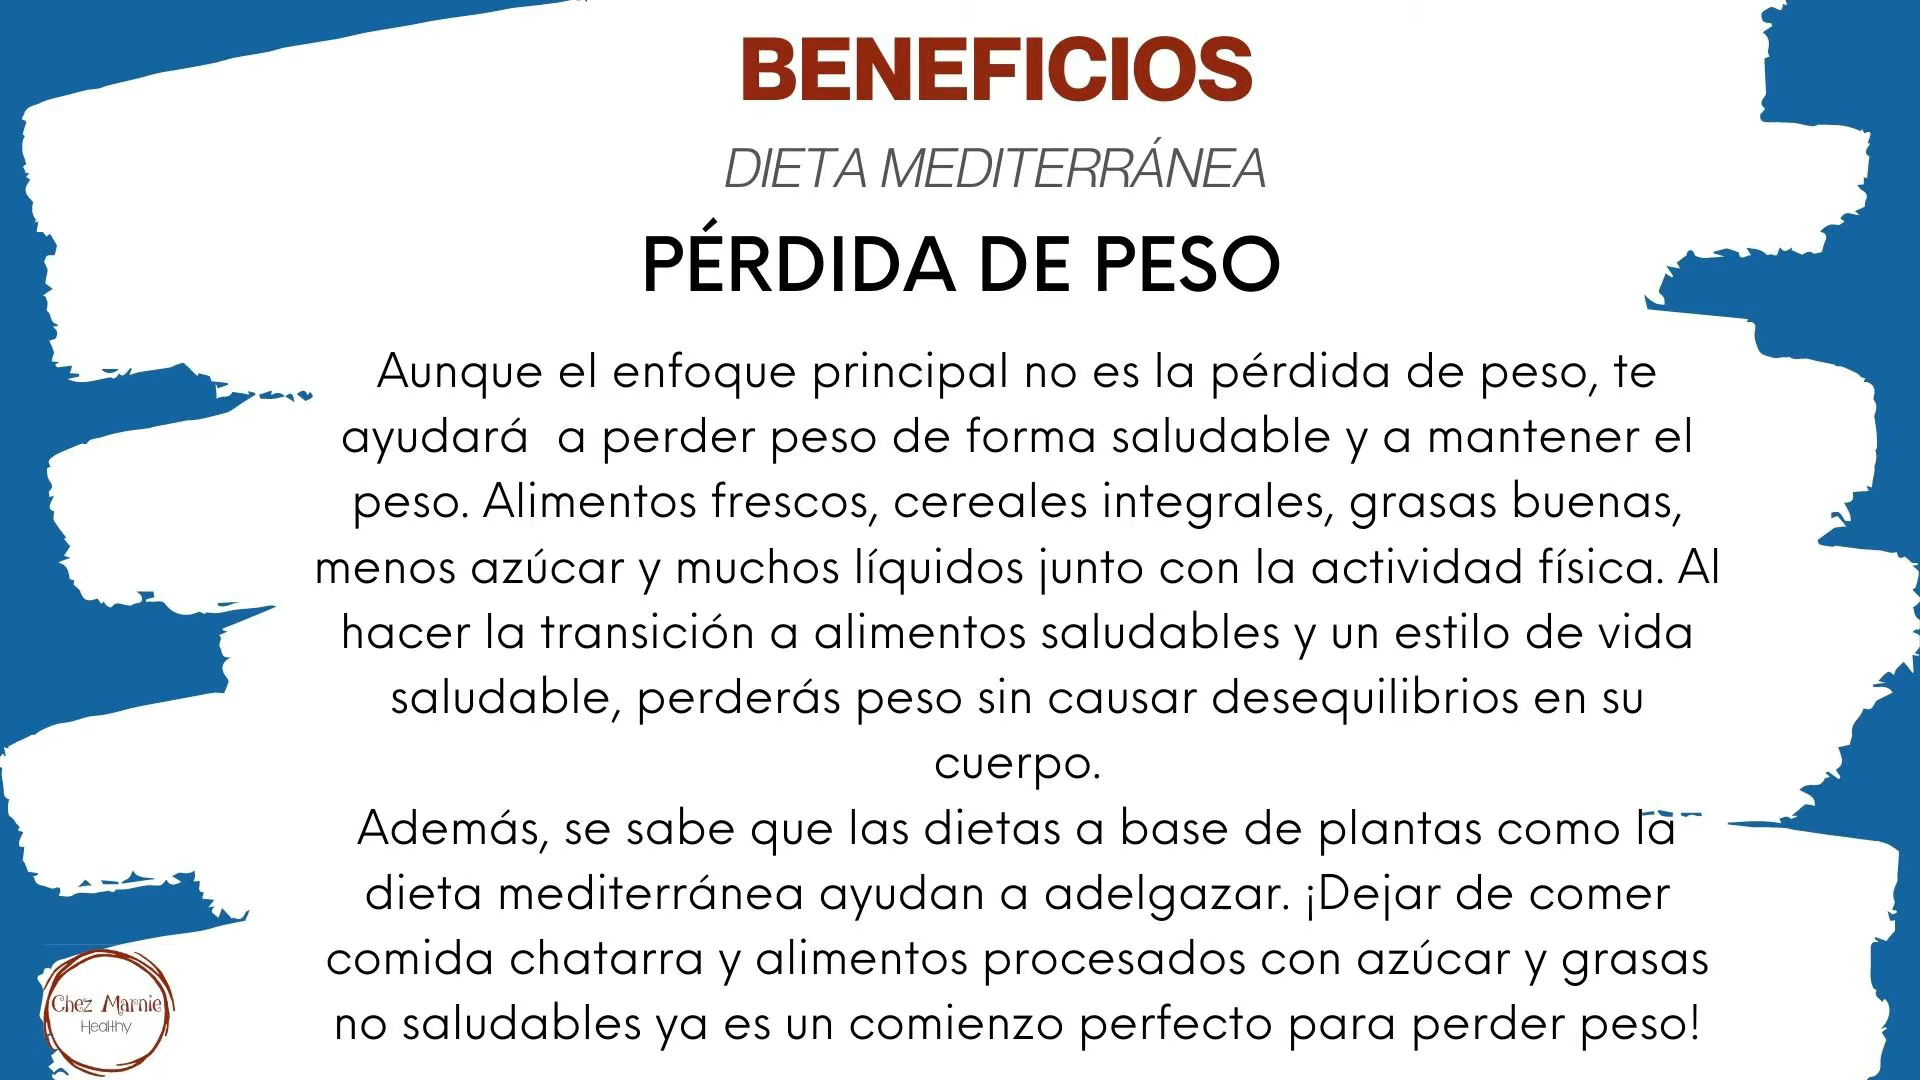 BENEFICIOS
DIETA MEDITERRÁNEA
PÉRDIDA DE PESO
Aunque el enfoque principal no es la pérdida de peso, te
ayudará a perder peso de forma saludable y a mantener el
peso. Alimentos frescos, cereales integrales, grasas buenas,
menos azúcar y muchos líquidos junto con la actividad física. Al
hacer la transición a alimentos saludables y un estilo de vida
saludable, perderás peso sin causar desequilibrios en su
cuerpo.
Además, se sabe que las dietas a base de plantas como la
dieta mediterránea ayudan a adelgazar. ¡Dejar de comer
comida chatarra y alimentos procesados con azúcar y grasas
no saludables ya es un comienzo perfecto para perder peso!
Chez Marnie
Healthy